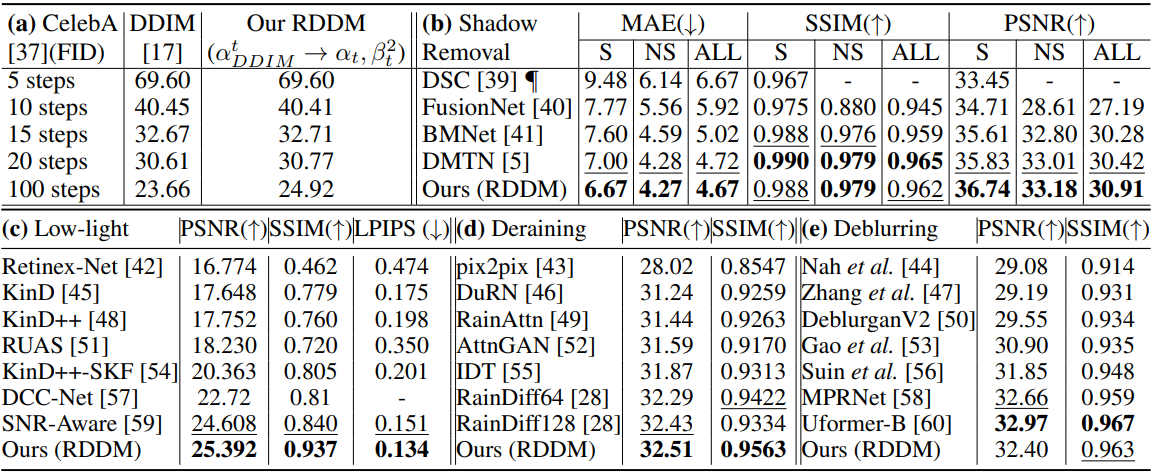 (a) CelebA DDIM Our RDDM (b) Shadow MAE(↓) SSIM(↑) PSNR(↑)
[37](FID) [17] (α^t_DDIM → α_t, β_t^2) Removal S NS ALL S NS ALL S NS ALL
5 steps 69.60 69.60 DSC [39] ¶ 9.48 6.14 6.67 0.967 - - 33.45 - -
10 steps 40.45 40.41 FusionNet [40] 7.77 5.56 5.92 0.975 0.880 0.945 34.71 28.61 27.19
15 steps 32.67 32.71 BMNet [41] 7.60 4.59 5.02 0.988 0.976 0.959 35.61 32.80 30.28
20 steps 30.61 30.77 DMTN [5] 7.00 4.28 4.72 0.990 0.979 0.965 35.83 33.01 30.42
100 steps 23.66 24.92 Ours (RDDM) 6.67 4.27 4.67 0.988 0.979 0.962 36.74 33.18 30.91
(c) Low-light PSNR(↑) SSIM(↑) LPIPS (↓) (d) Deraining PSNR(↑) SSIM(↑) (e) Deblurring PSNR(↑) SSIM(↑)
Retinex-Net [42] 16.774 0.462 0.474 pix2pix [43] 28.02 0.8547 Nah et al. [44] 29.08 0.914
KinD [45] 17.648 0.779 0.175 DuRN [46] 31.24 0.9259 Zhang et al. [47] 29.19 0.931
KinD++ [48] 17.752 0.760 0.198 RainAttn [49] 31.44 0.9263 DeblurganV2 [50] 29.55 0.934
RUAS [51] 18.230 0.720 0.350 AttnGAN [52] 31.59 0.9170 Gao et al. [53] 30.90 0.935
KinD++-SKF [54] 20.363 0.805 0.201 IDT [55] 31.87 0.9313 Suin et al. [56] 31.85 0.948
DCC-Net [57] 22.72 0.81 - RainDiff64 [28] 32.29 0.9422 MPRNet [58] 32.66 0.959
SNR-Aware [59] 24.608 0.840 0.151 RainDiff128 [28] 32.43 0.9334 Uformer-B [60] 32.97 0.967
Ours (RDDM) 25.392 0.937 0.134 Ours (RDDM) 32.51 0.9563 Ours (RDDM) 32.40 0.963